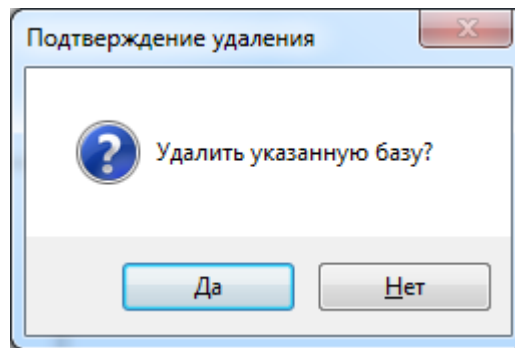 Подтверждение удаления
Удалить указанную базу?
Да
Нет